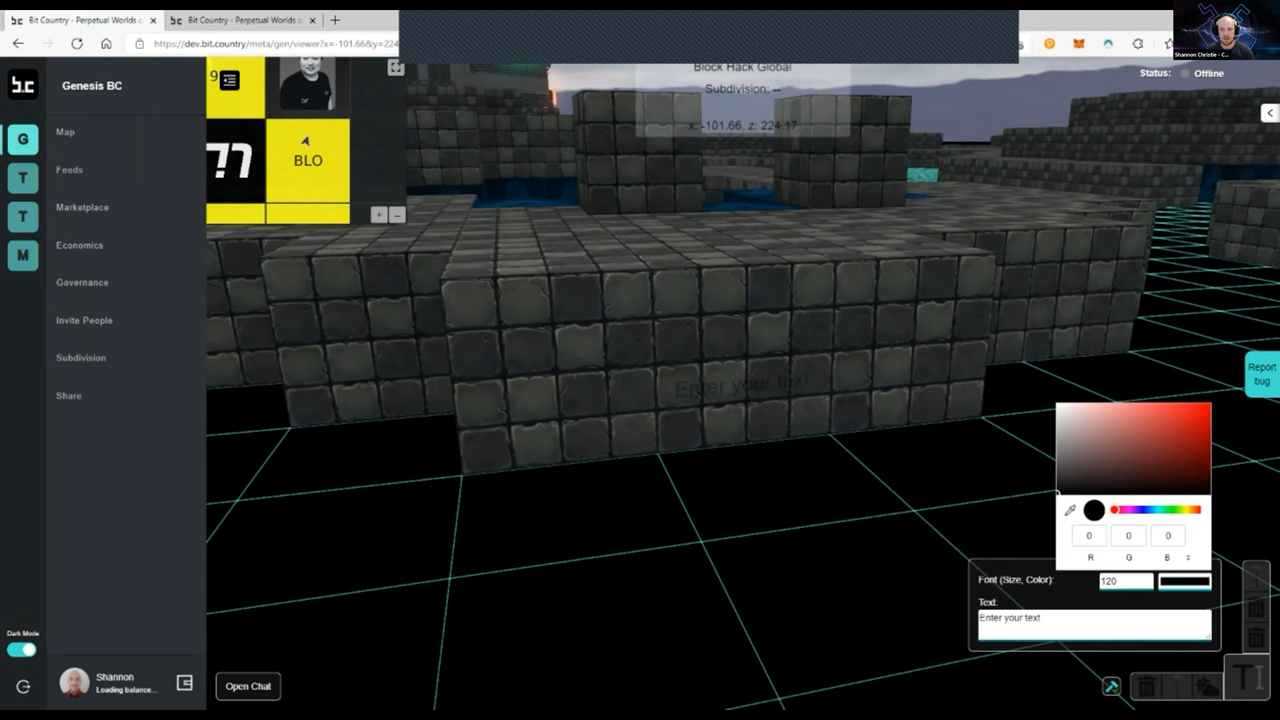 Bit Country - Perpetual Worlds o
Bit Country - Perpetual Worlds o
https://dev.bit.country/meta/gen/viewer?x=-101.66&y=224
Shannon Christie - C...
Genesis BC
Status: Offline
G
T
T
M
Map
Feeds
Marketplace
Economics
Governance
Invite People
Subdivision
Share
9
??
BLO
+ −
Block Hack Global
Subdivision: --
x: -101.66, z: 224.17
Enter your text
Report
bug
0 0 0
R G B
Font (Size, Color): 120
Text:
Enter your text
Dark Mode
Shannon
Loading balance...
Open Chat